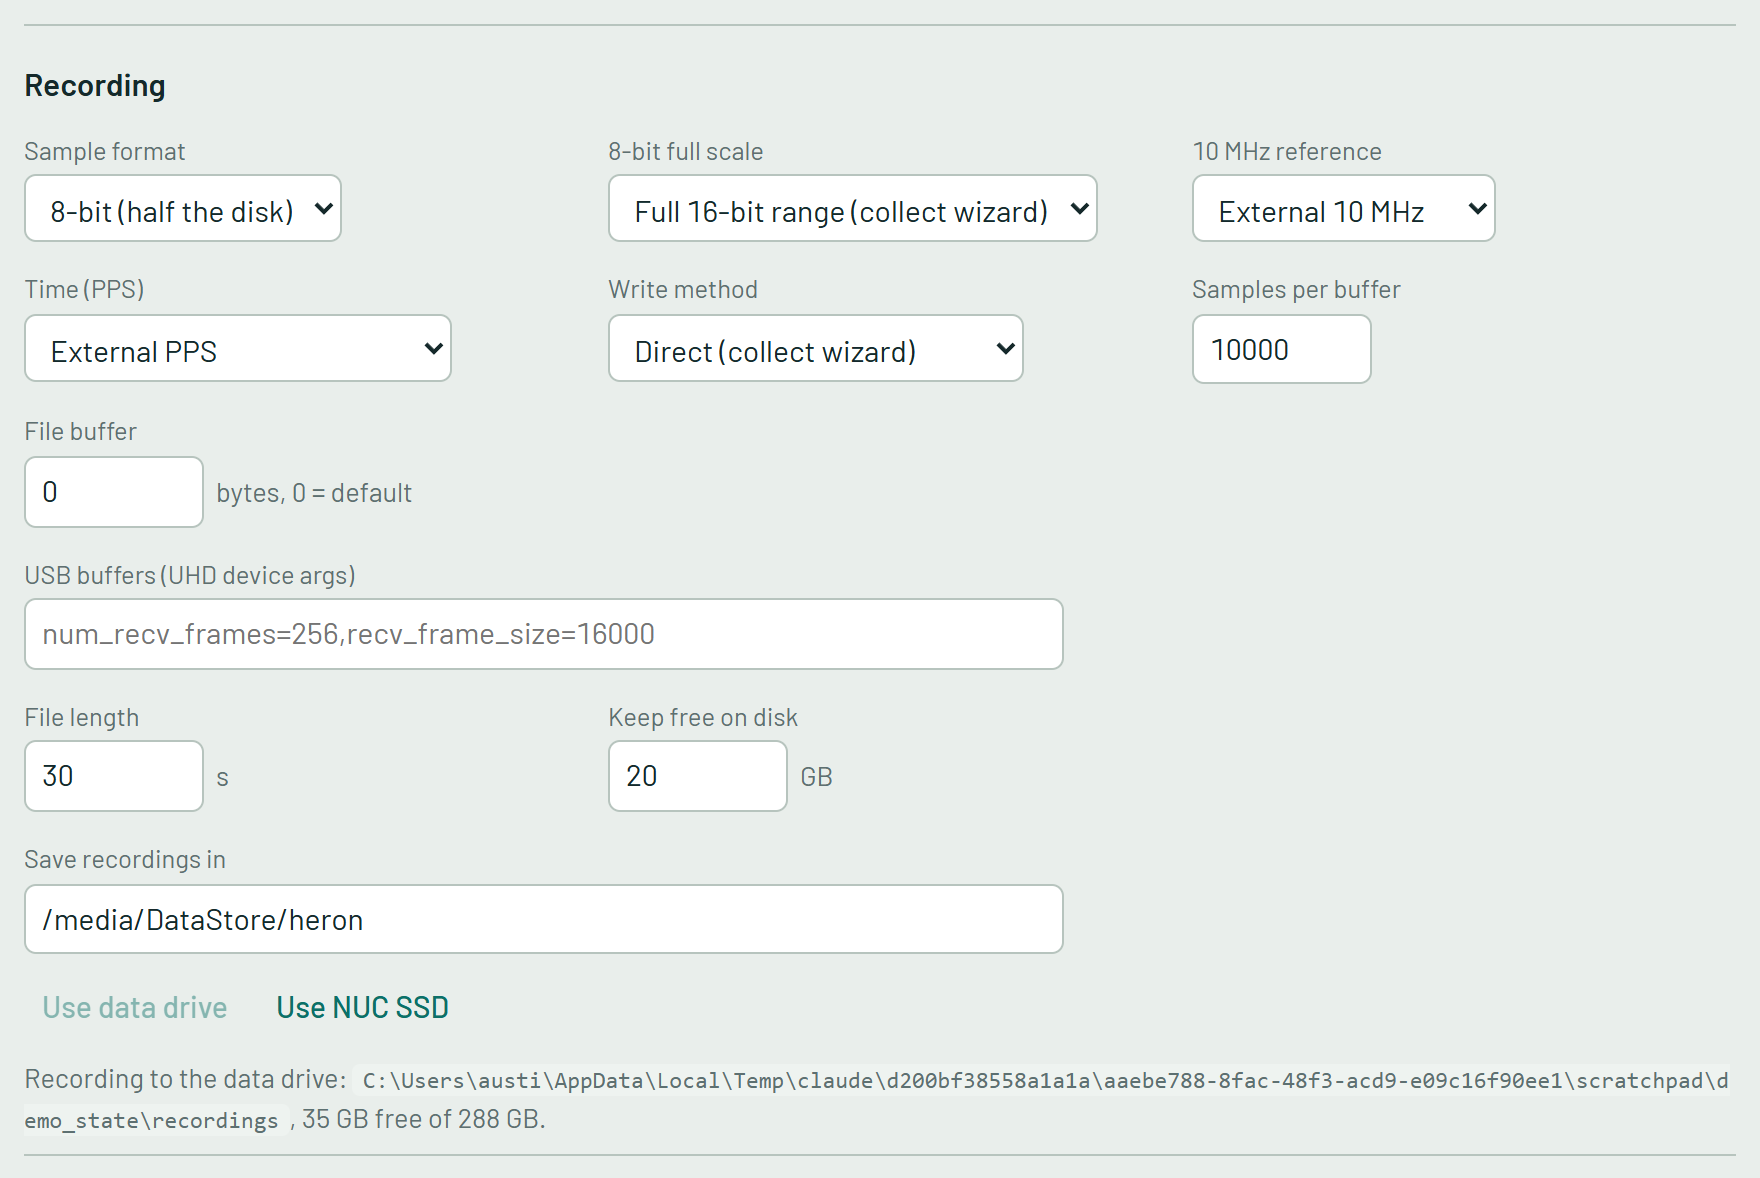 Recording
Sample format
8-bit full scale
10 MHz reference
8-bit (half the disk)
Full 16-bit range (collect wizard)
External 10 MHz
Time (PPS)
Write method
Samples per buffer
External PPS
Direct (collect wizard)
10000
File buffer
0
bytes, 0 = default
USB buffers (UHD device args)
num_recv_frames=256,recv_frame_size=16000
File length
Keep free on disk
30
s
20
GB
Save recordings in
/media/DataStore/heron
Use data drive
Use NUC SSD
Recording to the data drive: C:\Users\austi\AppData\Local\Temp\claude\d200bf38558a1a1a\aaebe788-8fac-48f3-acd9-e09c16f90ee1\scratchpad\d
emo_state\recordings , 35 GB free of 288 GB.